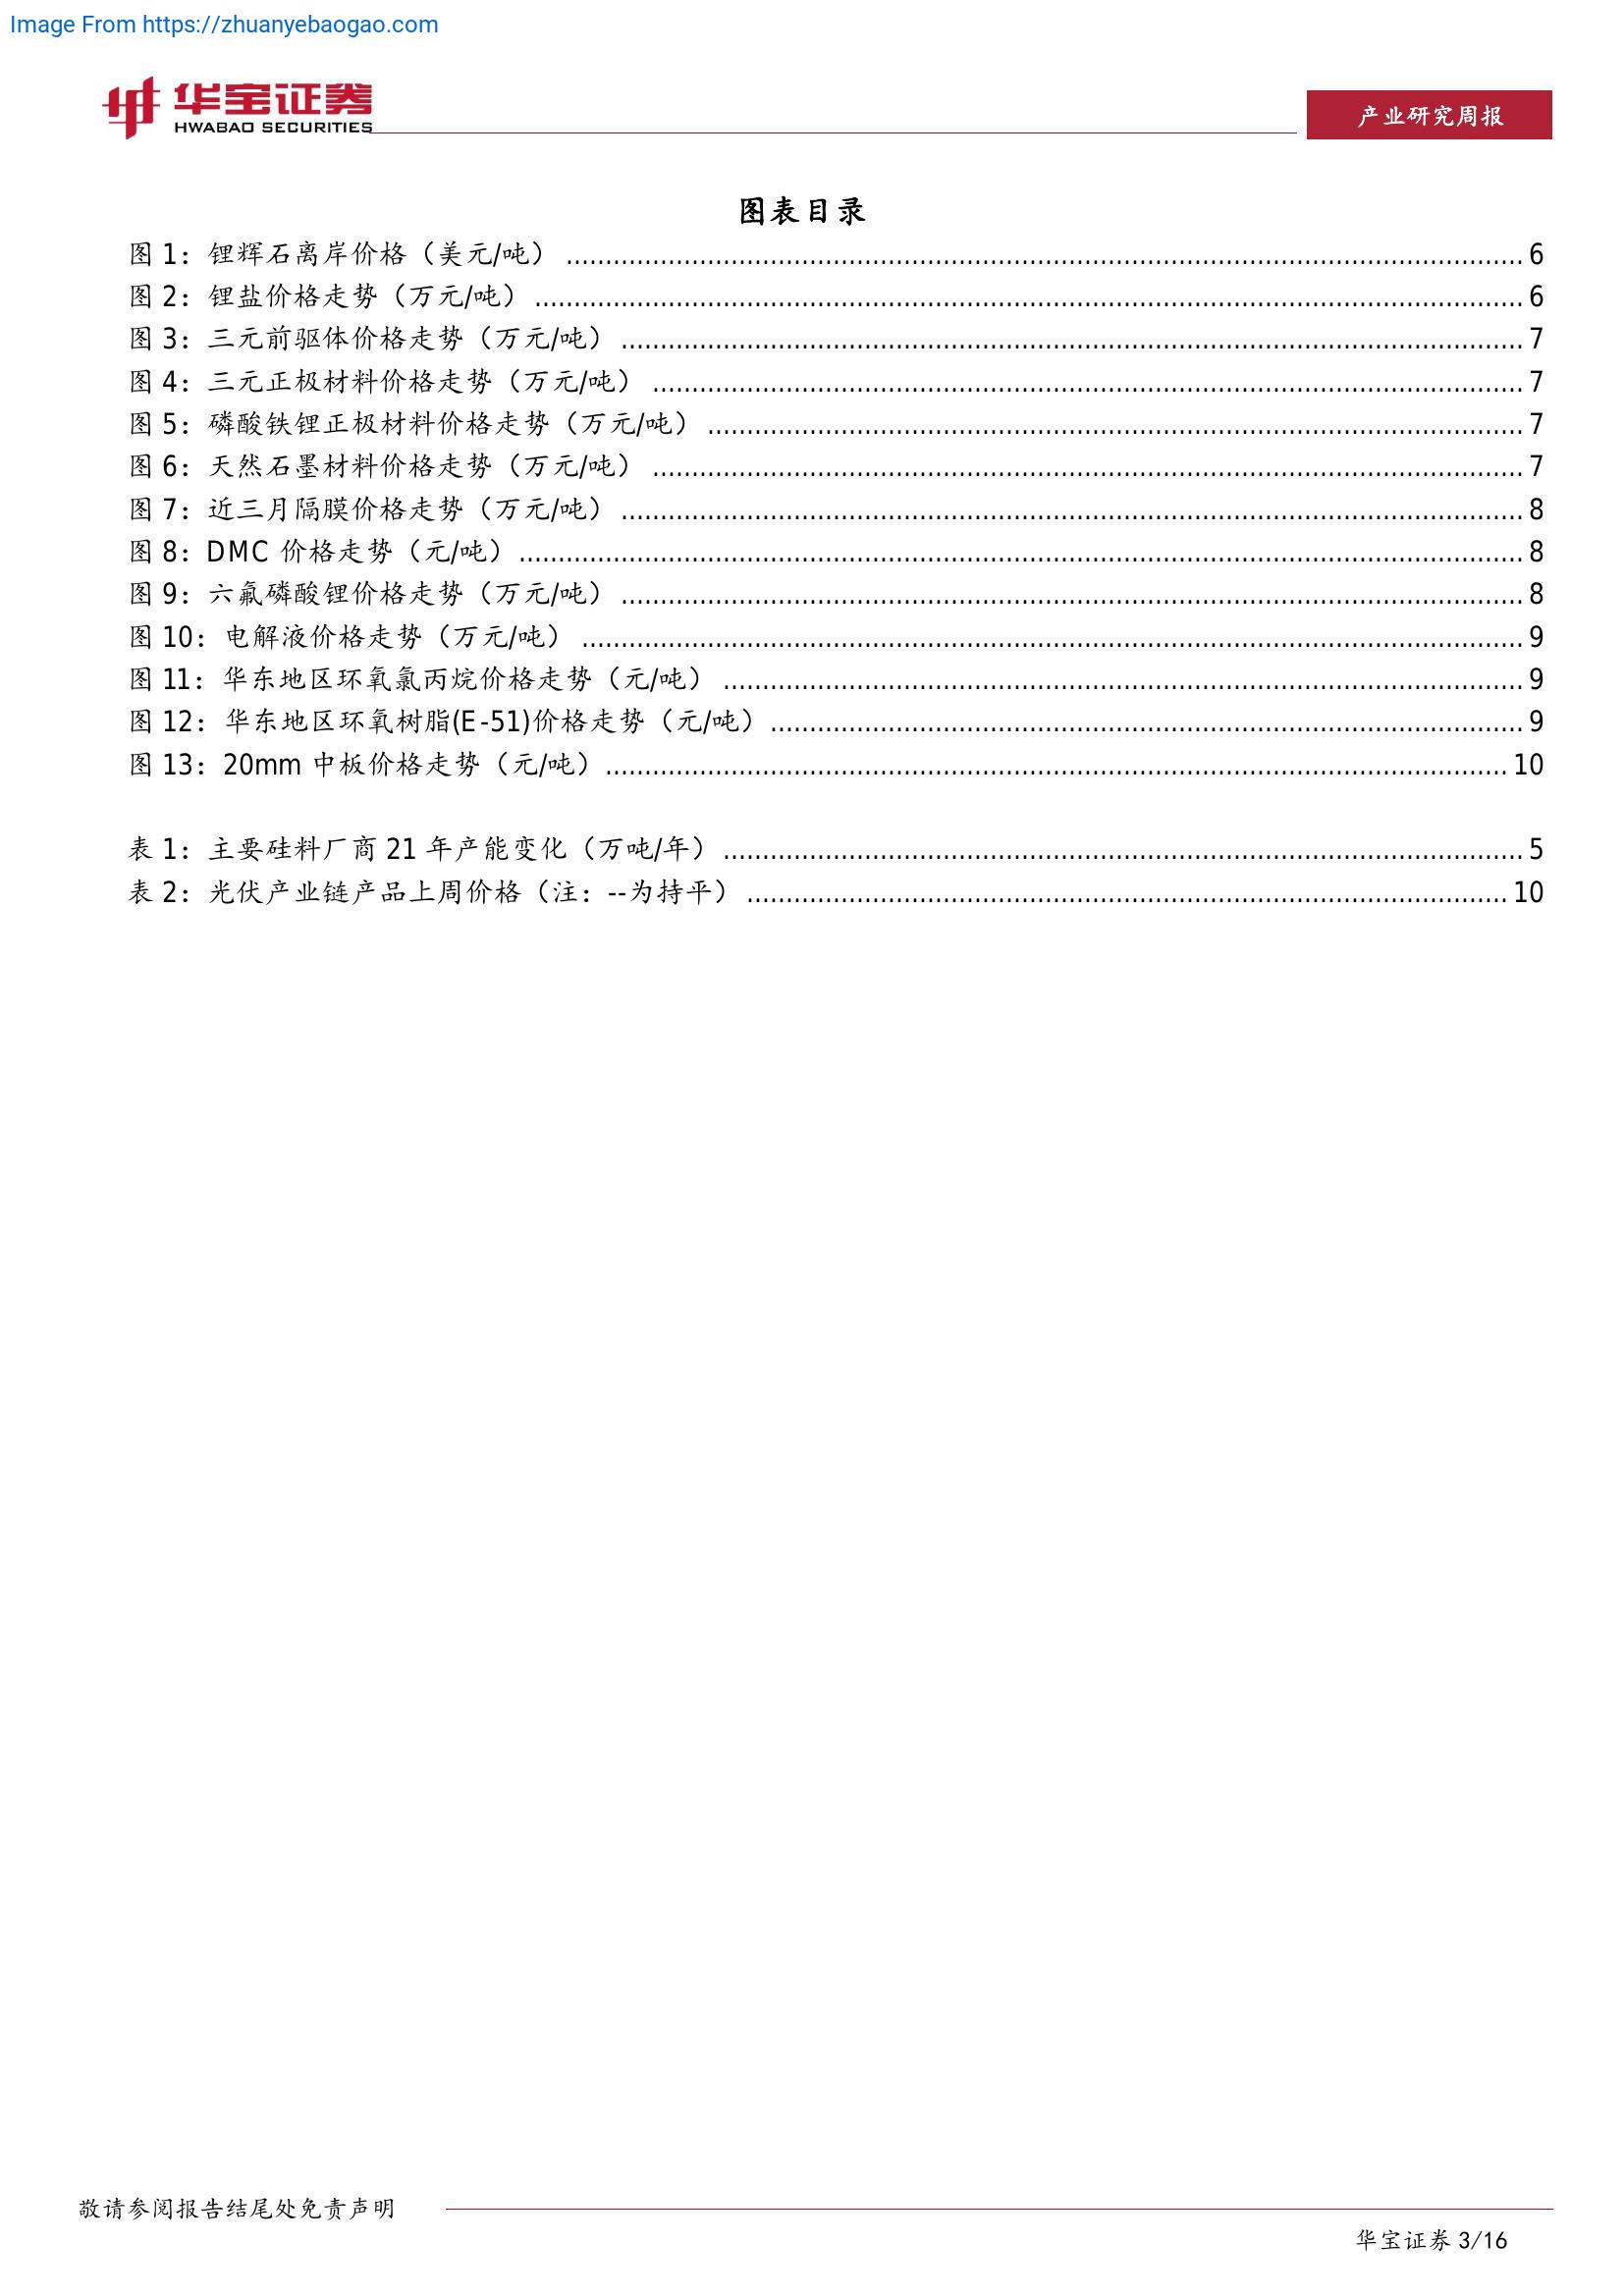 Image From https://zhuanyebaogao.com
华宝证券
HWABAO SECURITIES
产业研究周报
图表目录
图 1：锂辉石离岸价格（美元/吨） ........ 6
图 2：锂盐价格走势（万元/吨） ........ 6
图 3：三元前驱体价格走势（万元/吨） ........ 7
图 4：三元正极材料价格走势（万元/吨） ........ 7
图 5：磷酸铁锂正极材料价格走势（万元/吨） ........ 7
图 6：天然石墨材料价格走势（万元/吨） ........ 7
图 7：近三月隔膜价格走势（万元/吨） ........ 8
图 8：DMC 价格走势（元/吨） ........ 8
图 9：六氟磷酸锂价格走势（万元/吨） ........ 8
图 10：电解液价格走势（万元/吨） ........ 9
图 11：华东地区环氧氯丙烷价格走势（元/吨） ........ 9
图 12：华东地区环氧树脂(E-51)价格走势（元/吨） ........ 9
图 13：20mm 中板价格走势（元/吨） ........ 10
表 1：主要硅料厂商 21 年产能变化（万吨/年） ........ 5
表 2：光伏产业链产品上周价格（注：--为持平） ........ 10
敬请参阅报告结尾处免责声明
华宝证券 3/16